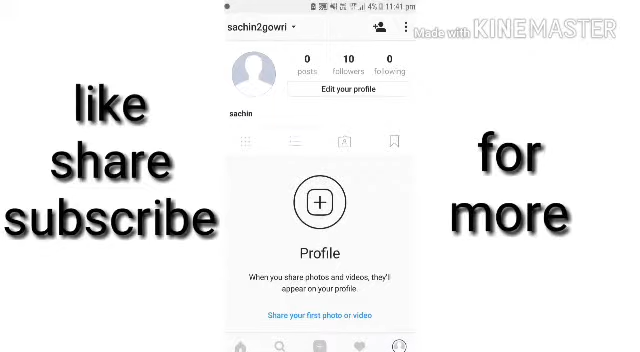 4% 11:41 pm
sachin2gowri
Made with KINEMASTER
0 10 0
posts followers following
Edit your profile
sachin
like
share
subscribe
for
more
Profile
When you share photos and videos, they'll
appear on your profile.
Share your first photo or video